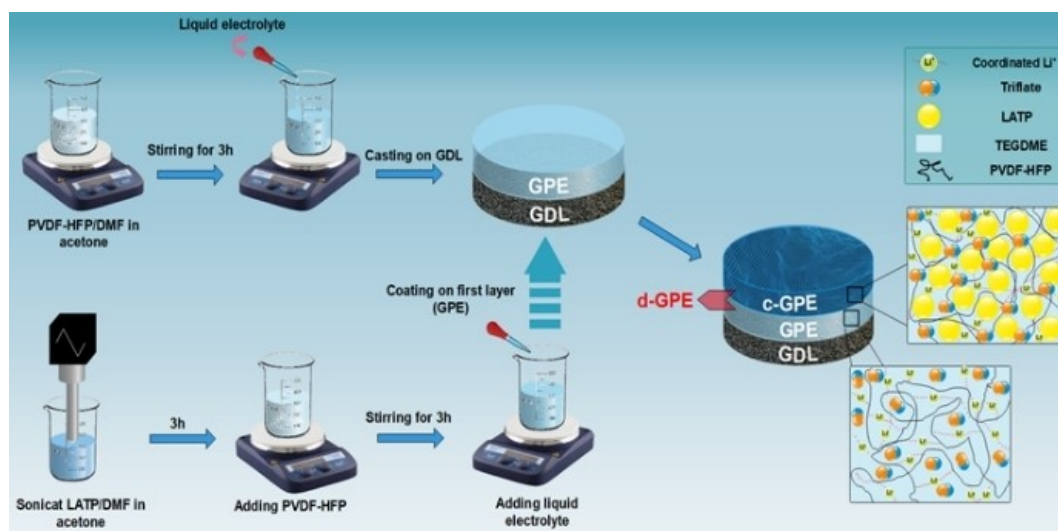 Liquid electrolyte
Stirring for 3h
Casting on GDL
PVDF-HFP/DMF in
acetone
GPE
GDL
Coordinated Li⁺
Triflate
LATP
TEGDME
PVDF-HFP
Coating on first layer
(GPE)
d-GPE
c-GPE
GPE
GDL
3h
Stirring for 3h
Sonicat LATP/DMF in
acetone
Adding PVDF-HFP
Adding liquid
electrolyte
Li⁺